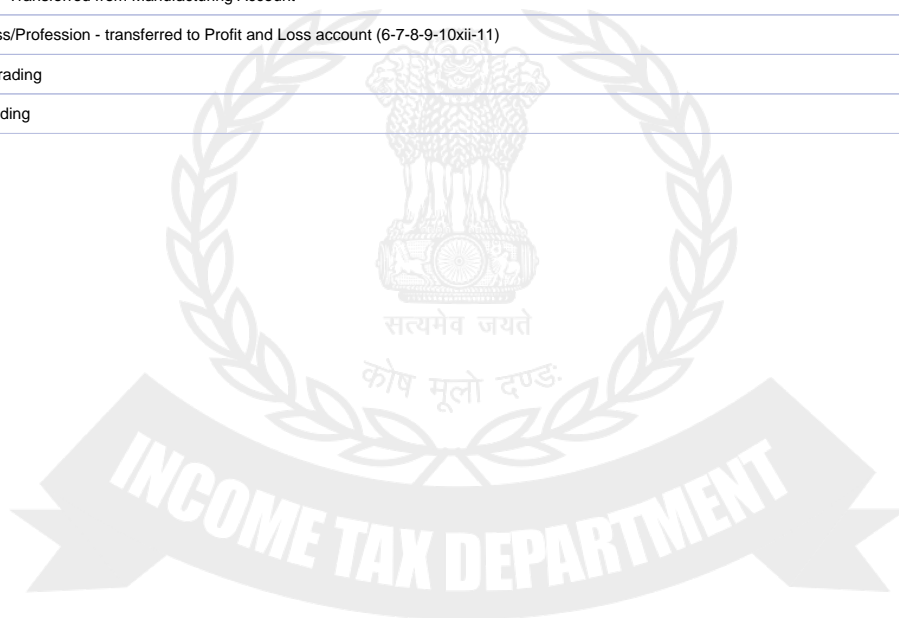 Transferred from Manufacturing Account
ss/Profession - transferred to Profit and Loss account (6-7-8-9-10xii-11)
rading
ding
सत्यमेव जयते
कोष मूलो दण्डः
INCOME TAX DEPARTMENT